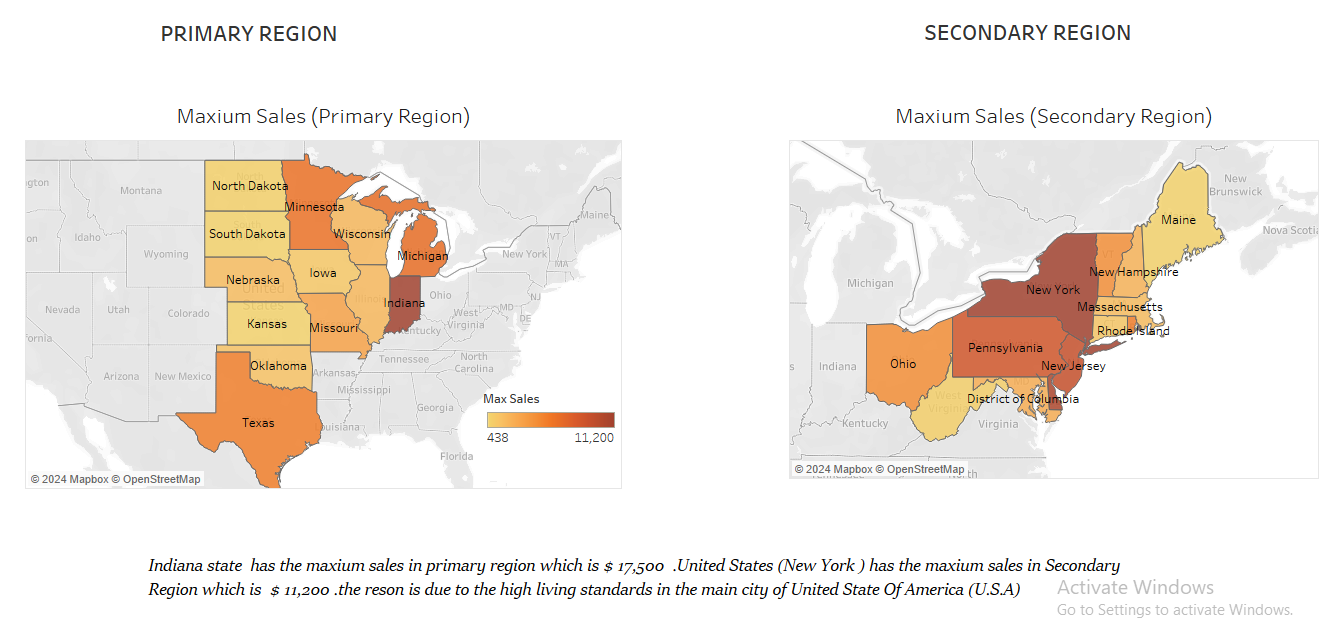 PRIMARY REGION
SECONDARY REGION
Maxium Sales (Primary Region)
Maxium Sales (Secondary Region)
Montana
Idaho
Wyoming
Nevada
Utah
Colorado
Arizona
New Mexico
North Dakota
South Dakota
Nebraska
Kansas
Oklahoma
Texas
Minnesota
Iowa
Missouri
Wisconsin
Michigan
Indiana
United
States
Ohio
West
Virginia
Tennessee
North
Carolina
Arkansas
Mississippi
Georgia
Florida
New York
Maine
VT
MA
NJ
MD
DE
Max Sales
438
11,200
© 2024 Mapbox © OpenStreetMap
New
Brunswick
Maine
Michigan
New Hampshire
New York
Massachusetts
Rhode Island
Pennsylvania
New Jersey
Ohio
Indiana
West
Virginia
District of Columbia
Kentucky
Virginia
© 2024 Mapbox © OpenStreetMap
Indiana state has the maxium sales in primary region which is $ 17,500 .United States (New York ) has the maxium sales in Secondary
Region which is $ 11,200 .the reson is due to the high living standards in the main city of United State Of America (U.S.A)
Activate Windows
Go to Settings to activate Windows.